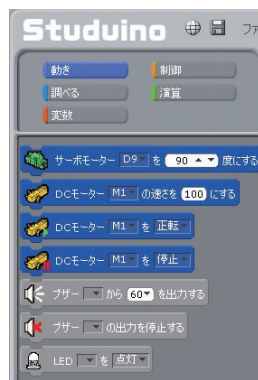 Studuino ファ
動き 制御
調べる 演算
変数
サーボモーター D9 を 90 度にする
DCモーター M1 の速さを 100 にする
DCモーター M1 を 正転
DCモーター M1 を 停止
ブザー から 60 を出力する
ブザー の出力を停止する
LED を 点灯